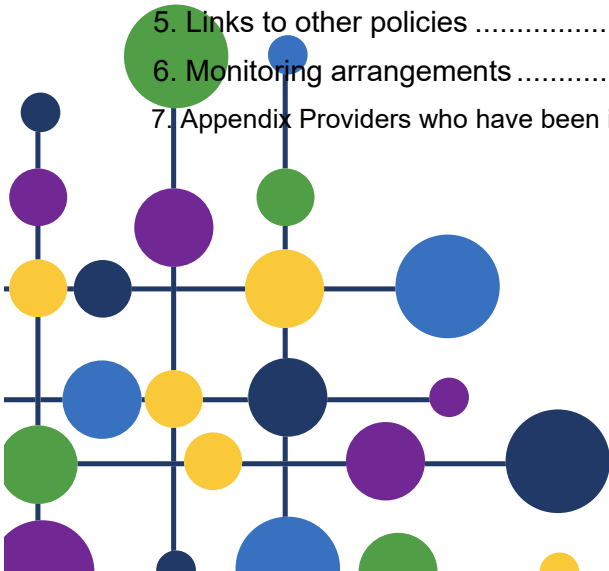 5. Links to other policies ..............
6. Monitoring arrangements ..........
7. Appendix Providers who have been